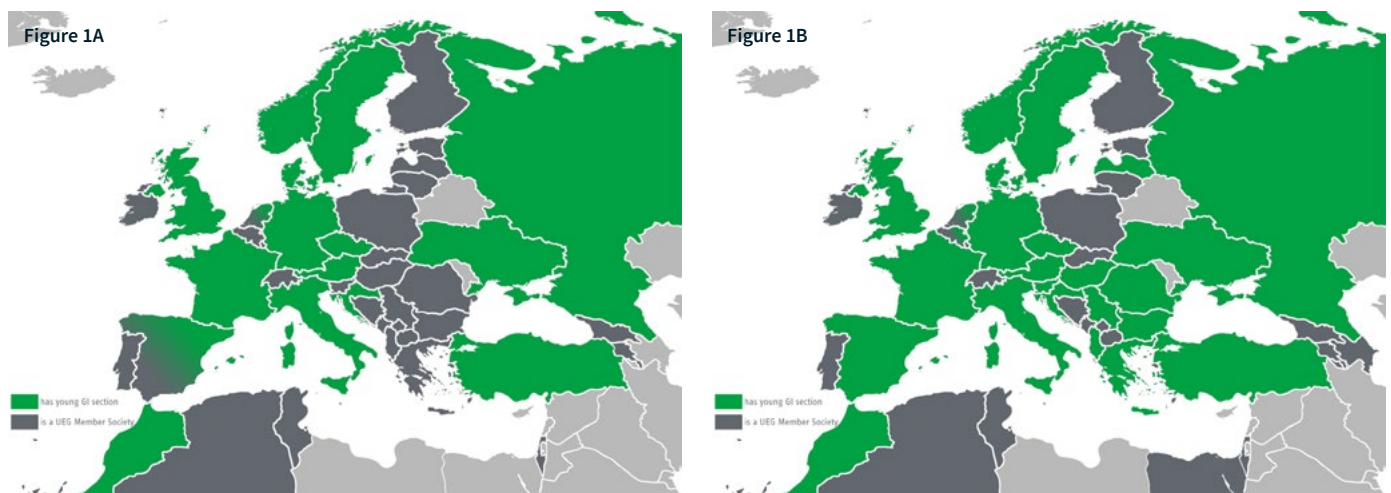 Figure 1A
Figure 1B
has young GI section
is a UEG Member Society
has young GI section
is a UEG Member Society